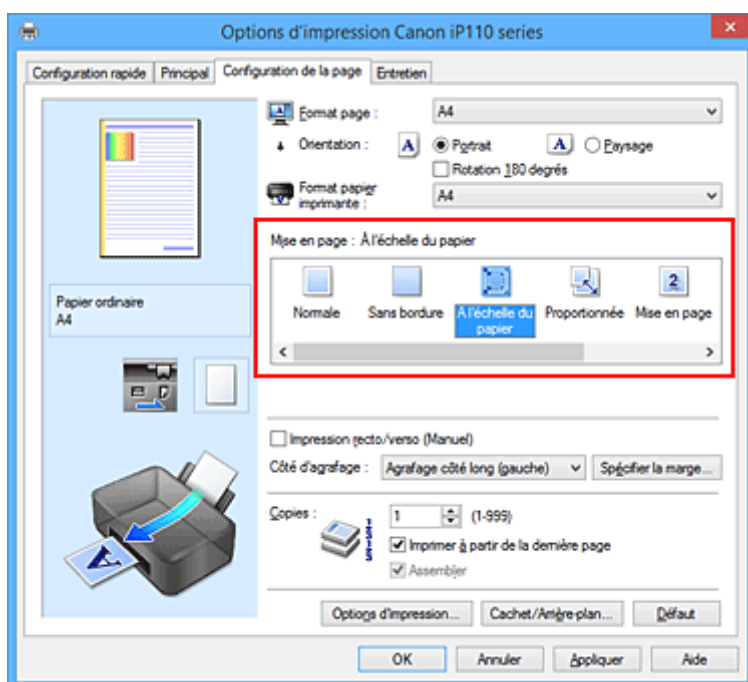 Options d'impression Canon iP110 series
Configuration rapide Principal Configuration de la page Entretien
Format page : A4
Orientation : A Portrait A Paysage
Rotation 180 degrés
Format papier
imprimante : A4
Mise en page : À l'échelle du papier
2
Normale Sans bordure À l'échelle du
papier Proportionnée Mise en page
Papier ordinaire
A4
Impression recto/verso (Manuel)
Côté d'agrafage : Agrafage côté long (gauche) Spécifier la marge...
Copies : 1 (1-999)
Imprimer à partir de la dernière page
Assembler
A
Options d'impression... Cachet/Arrière-plan... Défaut
OK Annuler Appliquer Aide